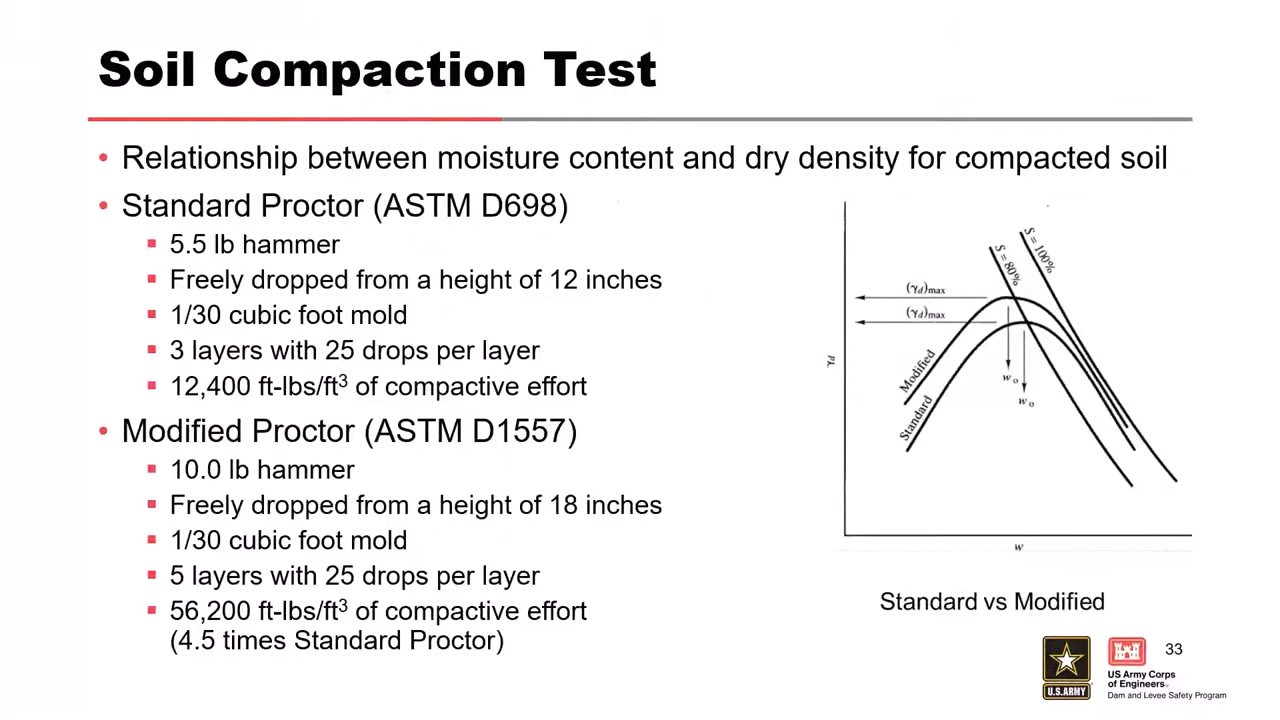 Soil Compaction Test
• Relationship between moisture content and dry density for compacted soil
• Standard Proctor (ASTM D698)
▪ 5.5 lb hammer
▪ Freely dropped from a height of 12 inches
▪ 1/30 cubic foot mold
▪ 3 layers with 25 drops per layer
▪ 12,400 ft-lbs/ft³ of compactive effort
• Modified Proctor (ASTM D1557)
▪ 10.0 lb hammer
▪ Freely dropped from a height of 18 inches
▪ 1/30 cubic foot mold
▪ 5 layers with 25 drops per layer
▪ 56,200 ft-lbs/ft³ of compactive effort
(4.5 times Standard Proctor)
S = 80%
S = 100%
(γd)max
(γd)max
γd
Modified
Standard
wo
wo
w
Standard vs Modified
U.S.ARMY
US Army Corps
of Engineers®
Dam and Levee Safety Program
33